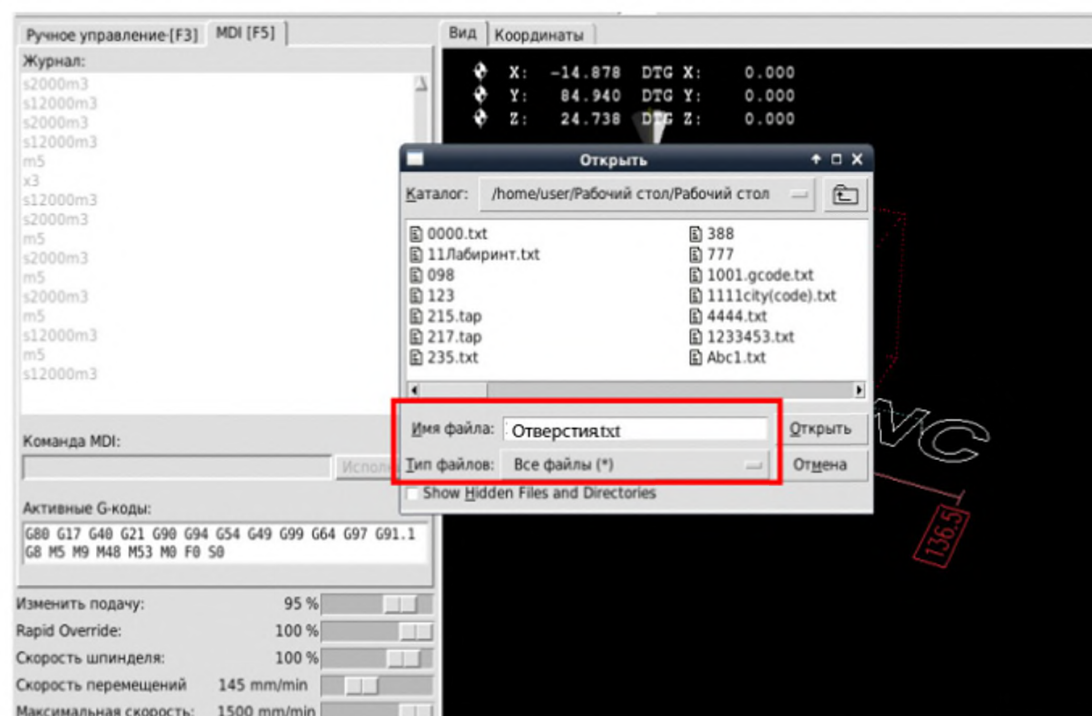 Ручное управление [F3] MDI [F5]
Журнал:
s2000m3
s12000m3
s2000m3
s12000m3
m5
x3
s12000m3
s2000m3
m5
s2000m3
m5
s2000m3
m5
s12000m3
m5
s12000m3
Команда MDI:
Активные G-коды:
G80 G17 G40 G21 G90 G94 G54 G49 G99 G64 G97 G91.1
G8 M5 M9 M48 M53 M0 F0 S0
Изменить подачу: 95 %
Rapid Override: 100 %
Скорость шпинделя: 100 %
Скорость перемещений 145 mm/min
Максимальная скорость: 1500 mm/min
Вид Координаты
X: -14.878 DTG X: 0.000
Y: 84.940 DTG Y: 0.000
Z: 24.738 DTG Z: 0.000
Открыть
Каталог: /home/user/Рабочий стол/Рабочий стол
0000.txt
11Лабиринт.txt
098
123
215.tap
217.tap
235.txt
388
777
1001.gcode.txt
1111city(code).txt
4444.txt
1233453.txt
Abc1.txt
Имя файла: Отверстия.txt Открыть
Тип файлов: Все файлы (*) Отмена
Show Hidden Files and Directories
136.5